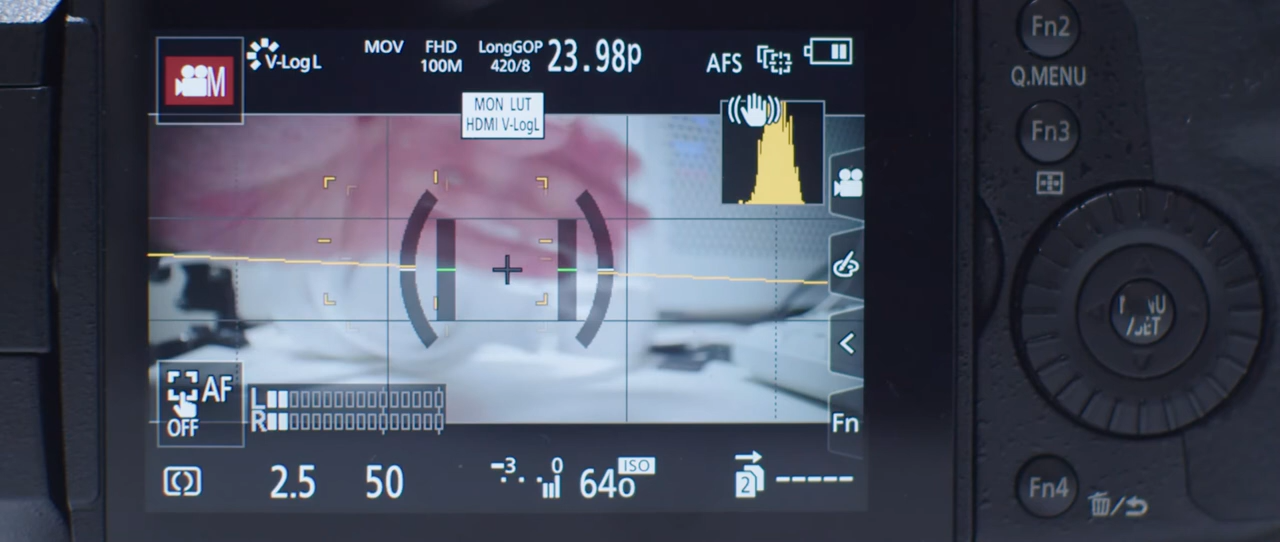 M
V-Log L
MOV
FHD
100M
LongGOP
420/8
23.98p
AFS
MON LUT
HDMI V-LogL
AF
OFF
L
R
Fn
2.5
50
-3
0
640
ISO
2
-----
Fn2
Q.MENU
Fn3
MENU
/SET
Fn4